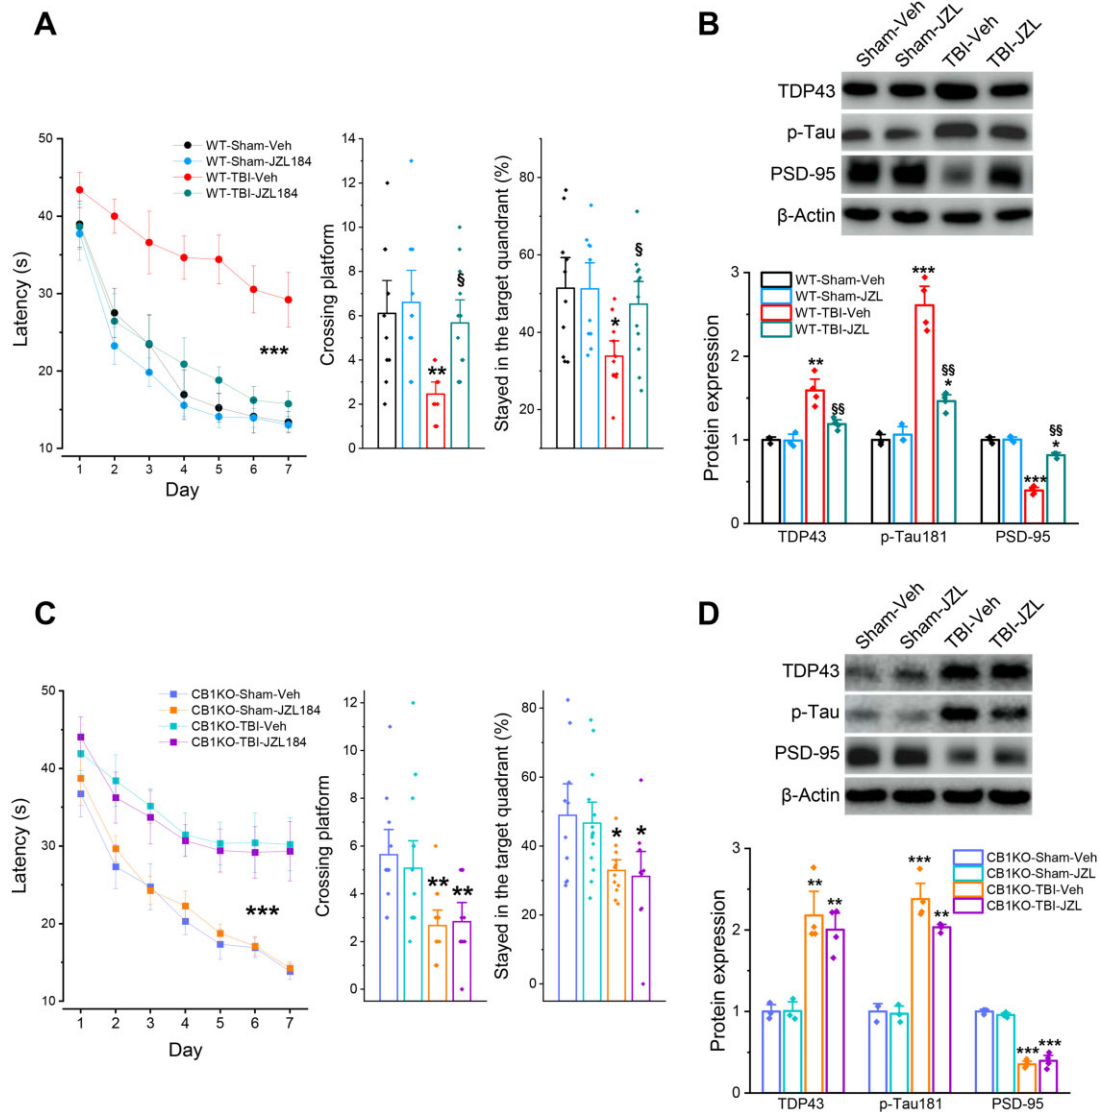 A
WT-Sham-Veh
WT-Sham-JZL184
WT-TBI-Veh
WT-TBI-JZL184
50
40
30
20
10
Latency (s)
***
1 2 3 4 5 6 7
Day
14
12
10
8
6
4
2
0
Crossing platform
**
§
80
60
40
20
Stayed in the target quadrant (%)
*
§
B
Sham-Veh
Sham-JZL
TBI-Veh
TBI-JZL
TDP43
p-Tau
PSD-95
β-Actin
WT-Sham-Veh
WT-Sham-JZL
WT-TBI-Veh
WT-TBI-JZL
3
2
1
0
Protein expression
**
§§
***
§§
*
***
§§
*
TDP43 p-Tau181 PSD-95
C
CB1KO-Sham-Veh
CB1KO-Sham-JZL184
CB1KO-TBI-Veh
CB1KO-TBI-JZL184
50
40
30
20
10
Latency (s)
***
1 2 3 4 5 6 7
Day
12
10
8
6
4
2
0
Crossing platform
** **
80
60
40
20
0
Stayed in the target quadrant (%)
* *
D
Sham-Veh
Sham-JZL
TBI-Veh
TBI-JZL
TDP43
p-Tau
PSD-95
β-Actin
CB1KO-Sham-Veh
CB1KO-Sham-JZL
CB1KO-TBI-Veh
CB1KO-TBI-JZL
3
2
1
0
Protein expression
**
**
***
**
***
***
TDP43 p-Tau181 PSD-95